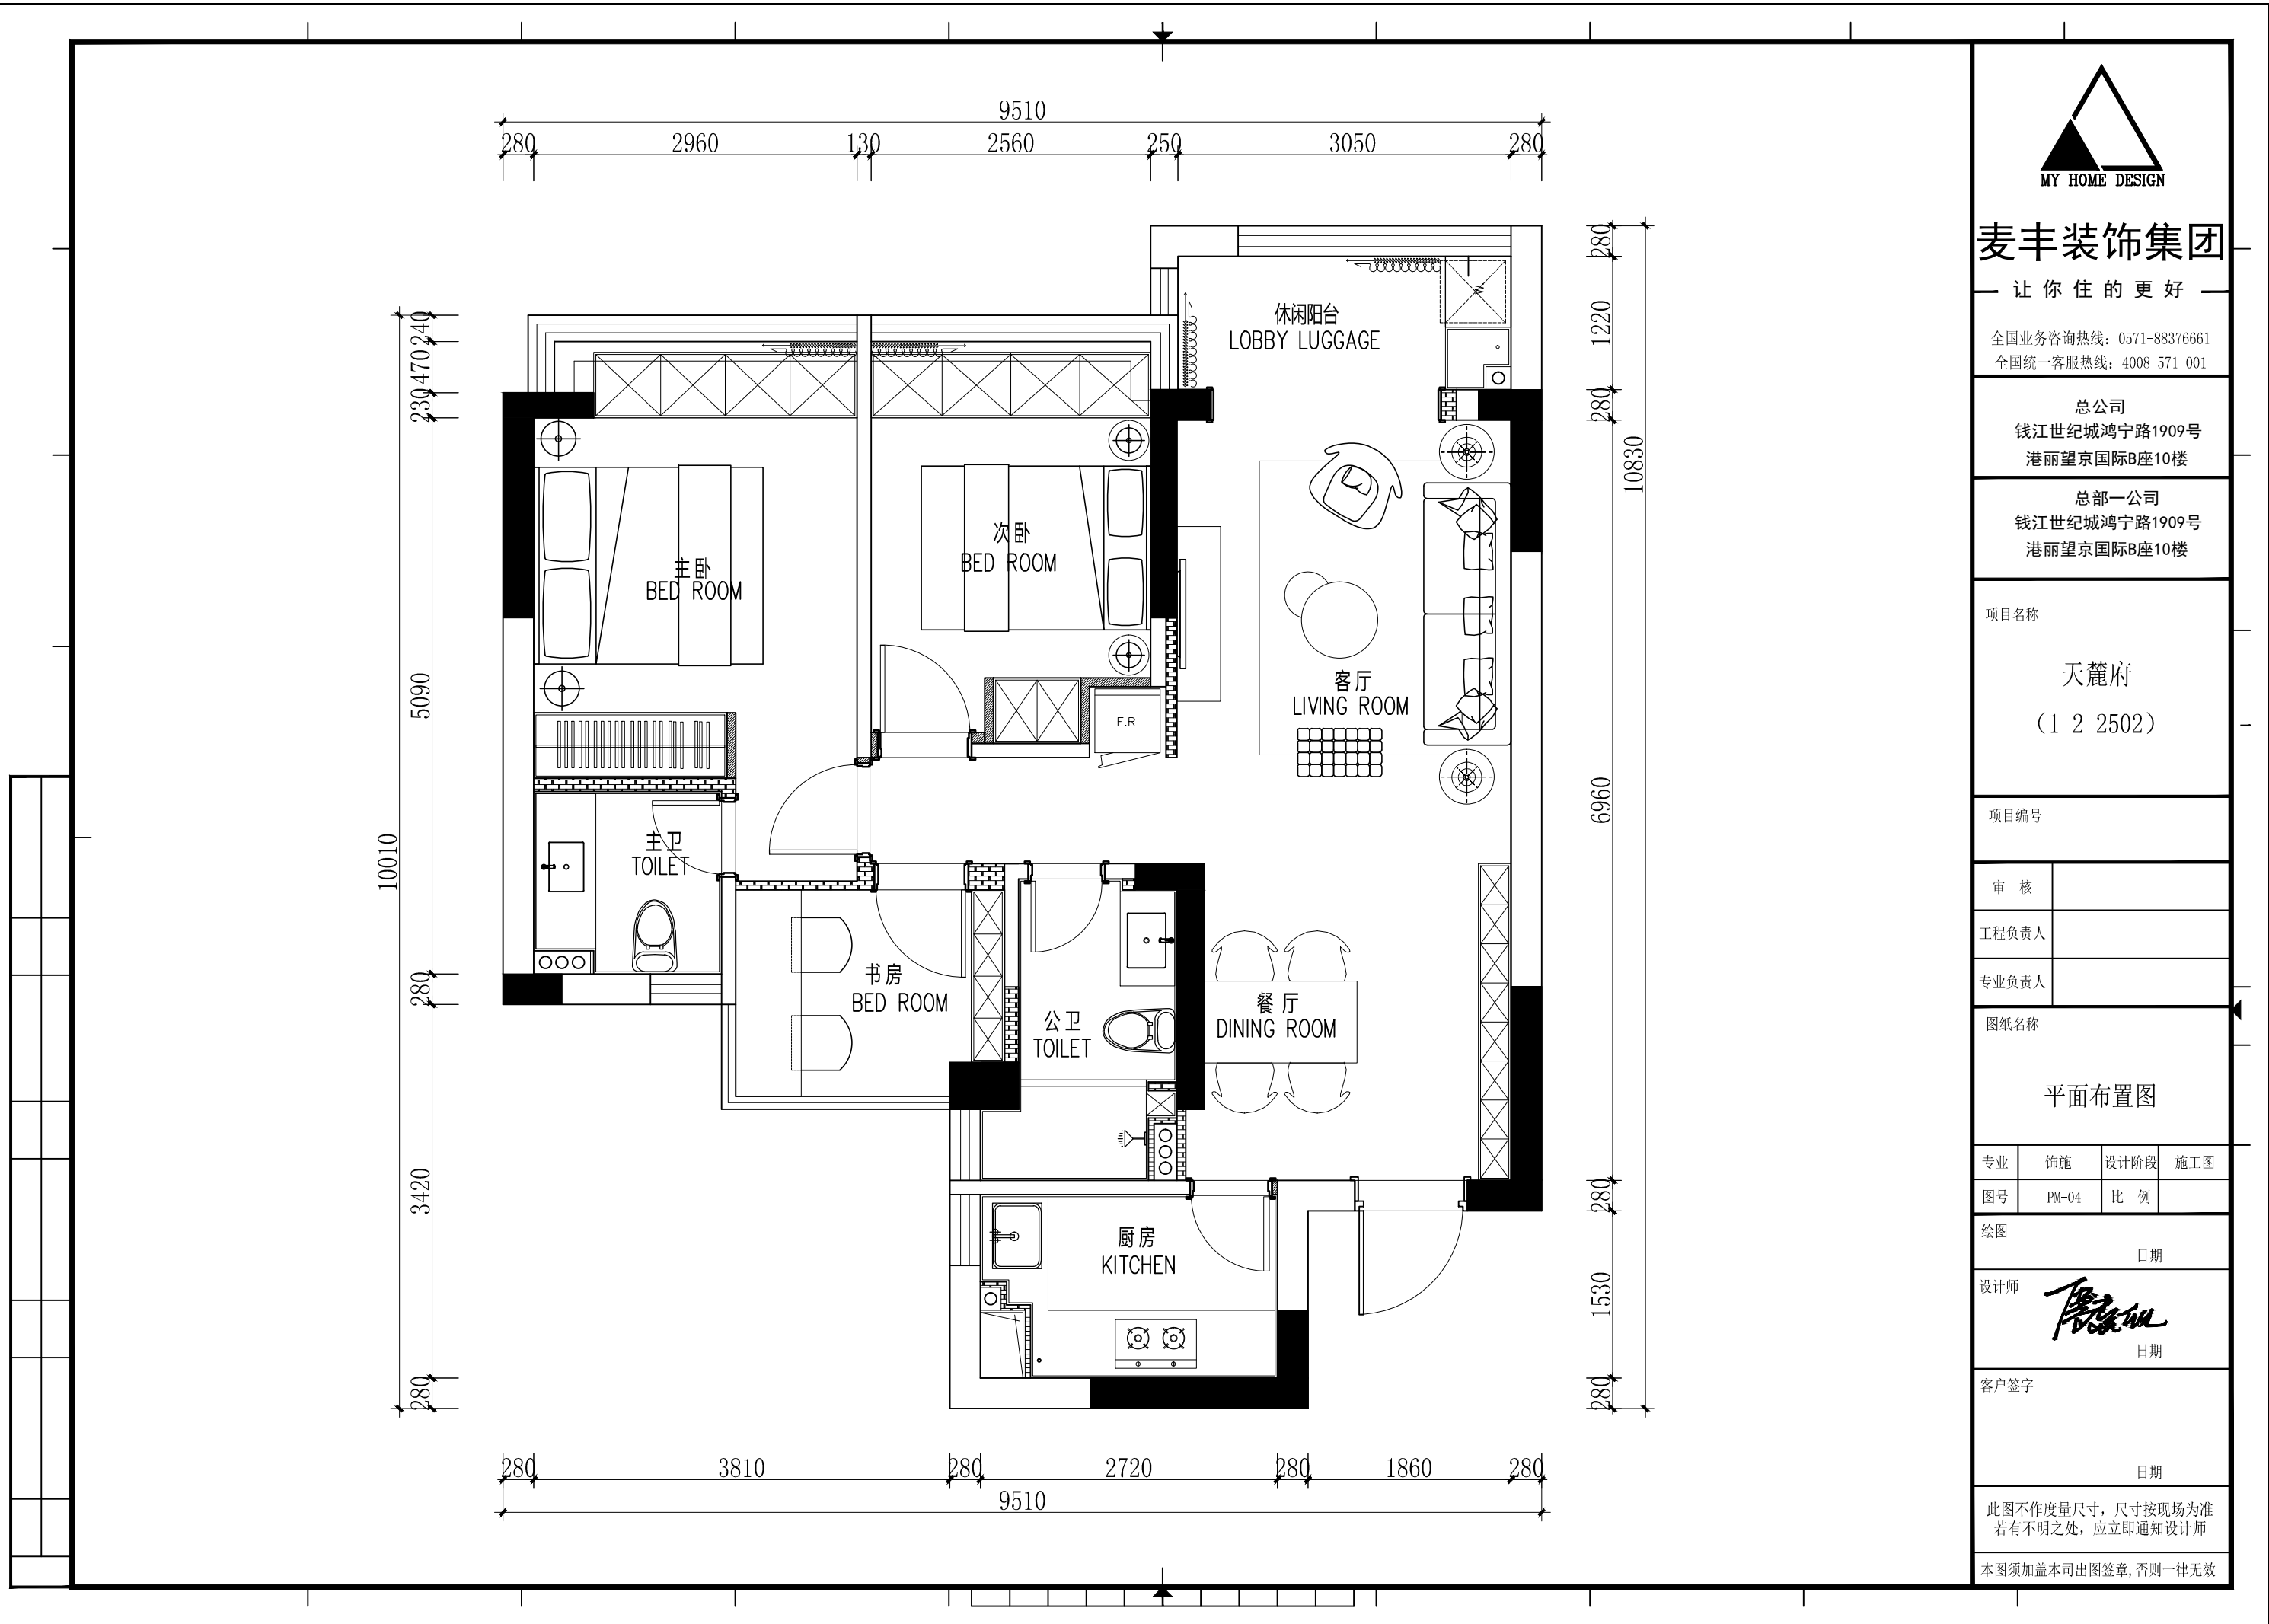 9510
280 2960 130 2560 250 3050 280
休闲阳台
LOBBY LUGGAGE
主卧
BED ROOM
次卧
BED ROOM
客厅
LIVING ROOM
F.R
主卫
TOILET
书房
BED ROOM
公卫
TOILET
餐厅
DINING ROOM
厨房
KITCHEN
240
470
230
5090
280
3420
280
10010
280
1220
280
6960
280
1530
280
10830
280 3810 280 2720 280 1860 280
9510
MY HOME DESIGN
麦丰装饰集团
让你住的更好
全国业务咨询热线：0571-88376661
全国统一客服热线：4008 571 001
总公司
钱江世纪城鸿宁路1909号
港丽望京国际B座10楼
总部一公司
钱江世纪城鸿宁路1909号
港丽望京国际B座10楼
项目名称
天麓府
（1-2-2502）
项目编号
审 核
工程负责人
专业负责人
图纸名称
平面布置图
专业 饰施 设计阶段 施工图
图号 PM-04 比 例
绘图
日期
设计师
日期
客户签字
日期
此图不作度量尺寸，尺寸按现场为准
若有不明之处，应立即通知设计师
本图须加盖本司出图签章,否则一律无效